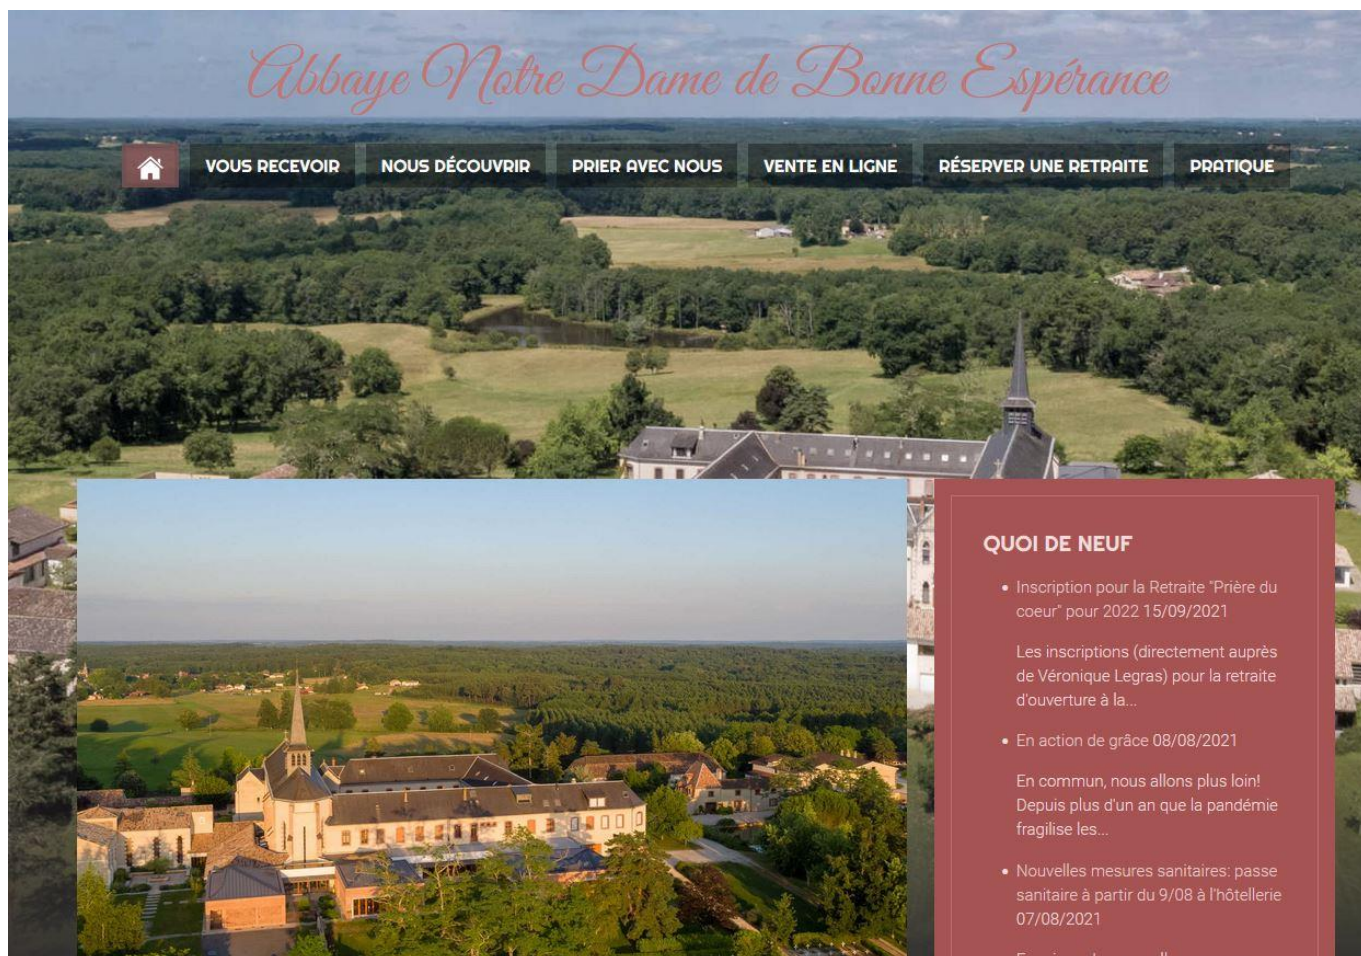 Abbaye Notre Dame de Bonne Espérance
VOUS RECEVOIR NOUS DÉCOUVRIR PRIER AVEC NOUS VENTE EN LIGNE RÉSERVER UNE RETRAITE PRATIQUE
QUOI DE NEUF
• Inscription pour la Retraite "Prière du
coeur" pour 2022 15/09/2021
Les inscriptions (directement auprès
de Véronique Legras) pour la retraite
d'ouverture à la...
• En action de grâce 08/08/2021
En commun, nous allons plus loin!
Depuis plus d'un an que la pandémie
fragilise les...
• Nouvelles mesures sanitaires: passe
sanitaire à partir du 9/08 à l'hôtellerie
07/08/2021